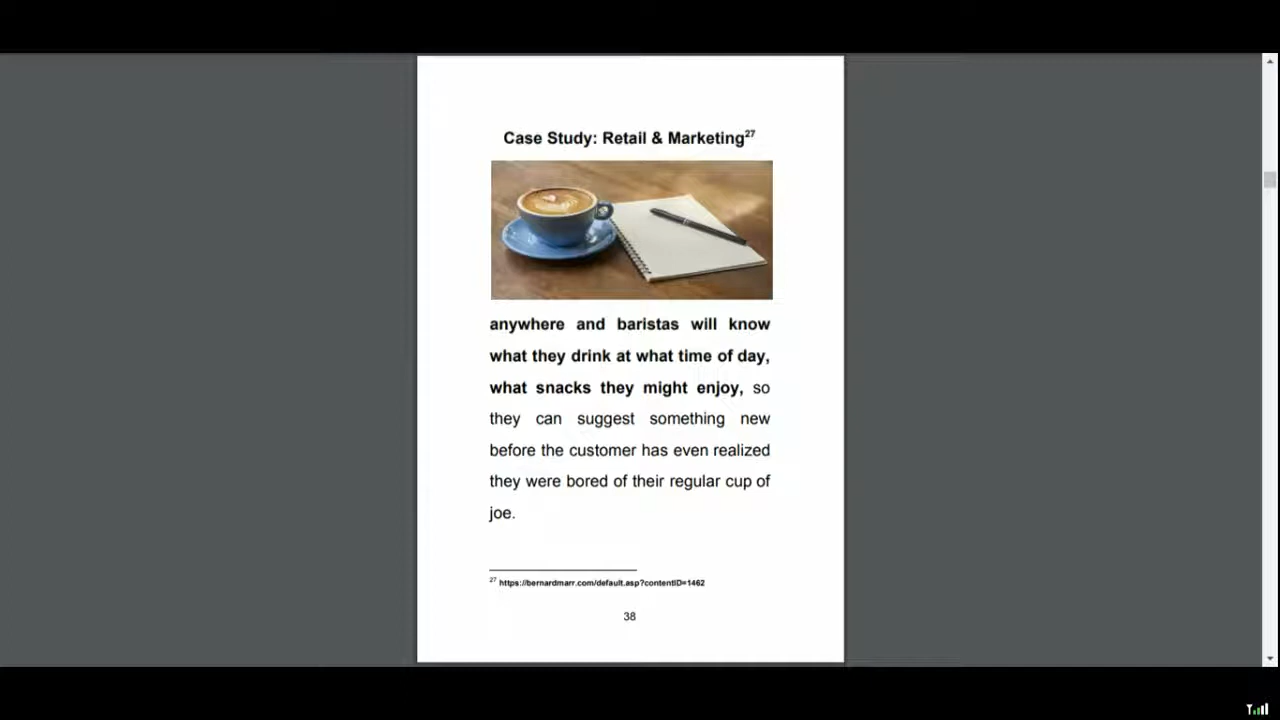 Case Study: Retail & Marketing27
anywhere and baristas will know
what they drink at what time of day,
what snacks they might enjoy, so
they can suggest something new
before the customer has even realized
they were bored of their regular cup of
joe.
27 https://bernardmarr.com/default.asp?contentID=1462
38